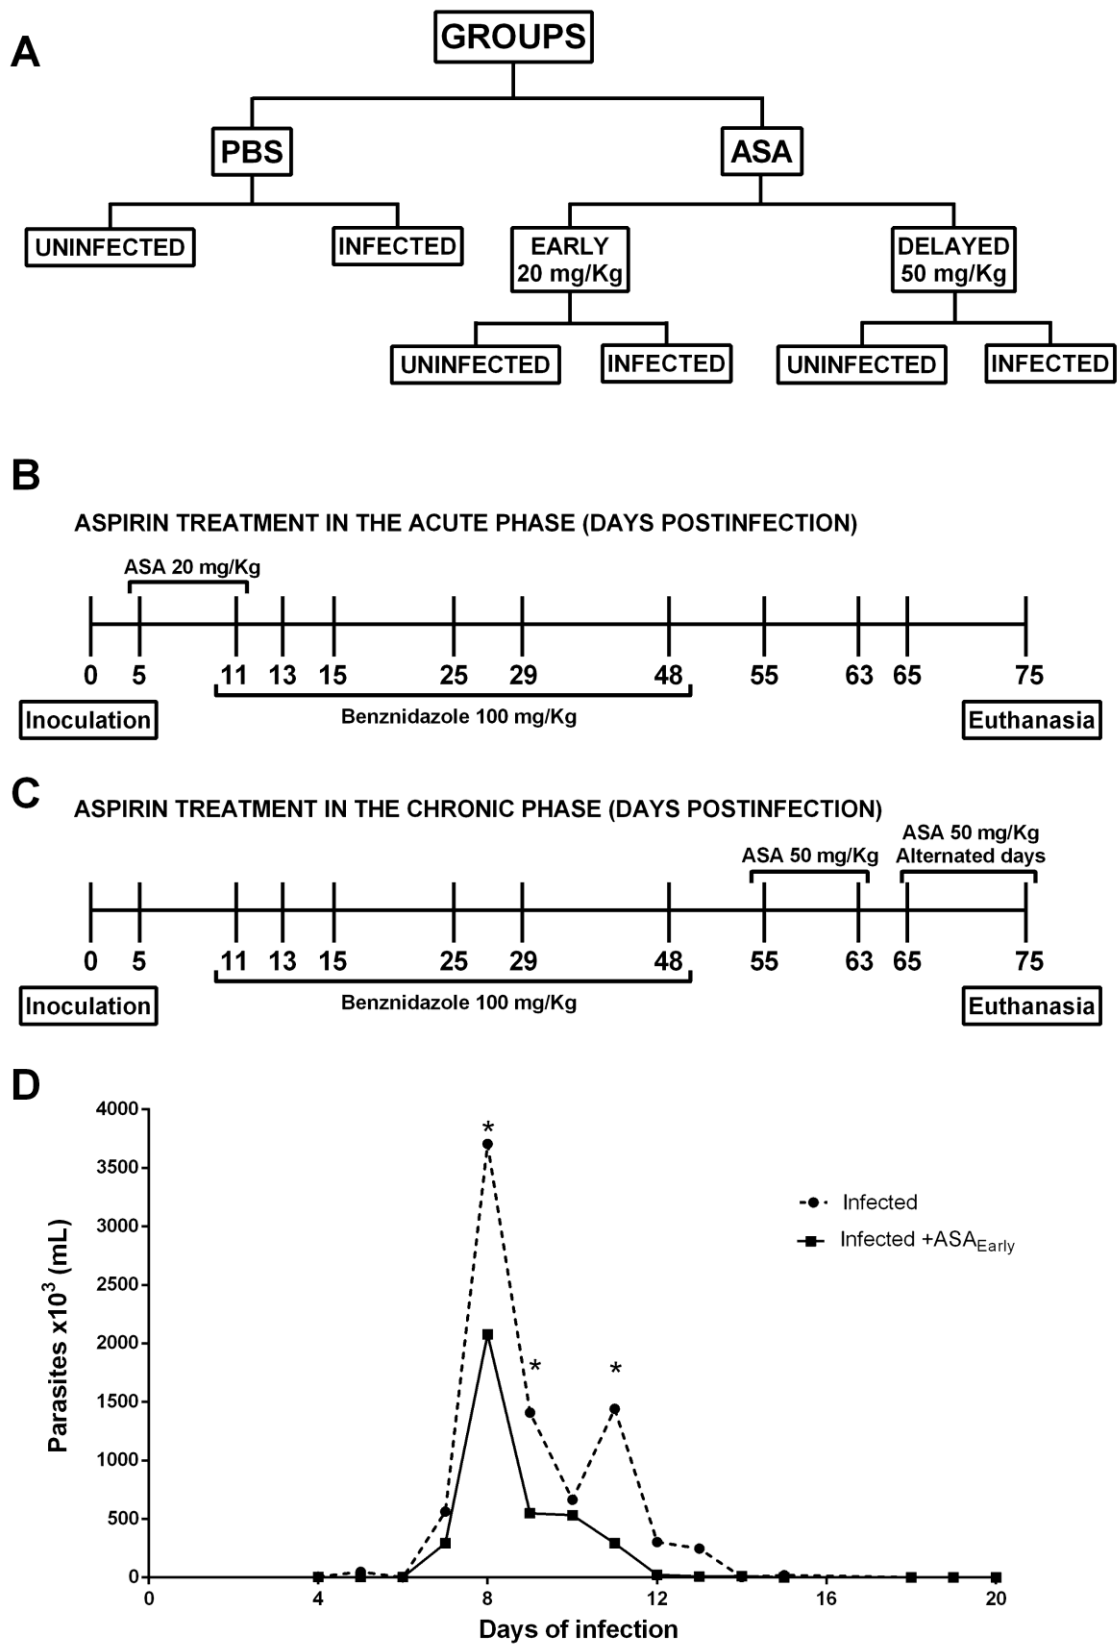 A
GROUPS
PBS
ASA
UNINFECTED
INFECTED
EARLY
20 mg/Kg
DELAYED
50 mg/Kg
UNINFECTED
INFECTED
UNINFECTED
INFECTED
B
ASPIRIN TREATMENT IN THE ACUTE PHASE (DAYS POSTINFECTION)
ASA 20 mg/Kg
0 5 11 13 15 25 29 48 55 63 65 75
Inoculation
Benznidazole 100 mg/Kg
Euthanasia
C
ASPIRIN TREATMENT IN THE CHRONIC PHASE (DAYS POSTINFECTION)
ASA 50 mg/Kg
ASA 50 mg/Kg
Alternated days
0 5 11 13 15 25 29 48 55 63 65 75
Inoculation
Benznidazole 100 mg/Kg
Euthanasia
D
Parasites x10³ (mL)
4000
3500
3000
2500
2000
1500
1000
500
0
*
*
*
Infected
Infected +ASA_Early
0 4 8 12 16 20
Days of infection